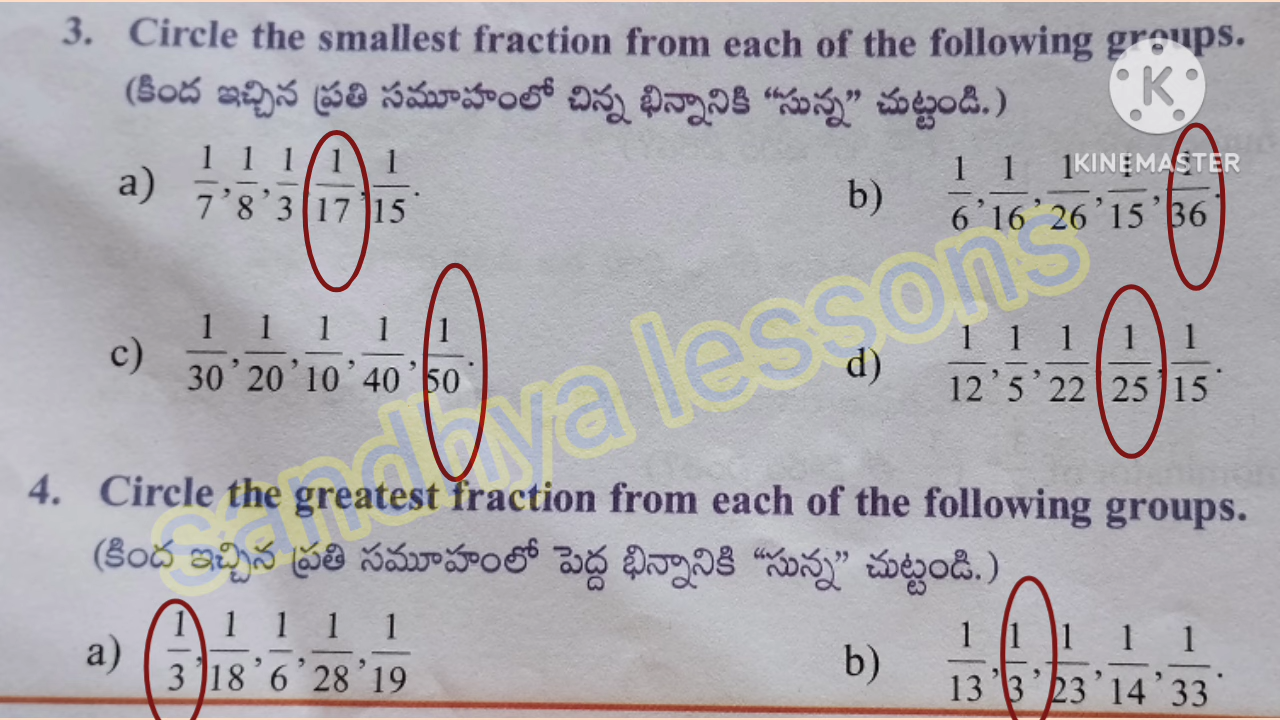 3. Circle the smallest fraction from each of the following groups.
(కింద ఇచ్చిన ప్రతి సమూహంలో చిన్న భిన్నానికి “సున్న” చుట్టండి.)
K
KINEMASTER
a) 1/7, 1/8, 1/3, 1/17, 1/15.
b) 1/6, 1/16, 1/26, 1/15, 1/36.
sandhya lessons
c) 1/30, 1/20, 1/10, 1/40, 1/50.
d) 1/12, 1/5, 1/22, 1/25, 1/15.
4. Circle the greatest fraction from each of the following groups.
(కింద ఇచ్చిన ప్రతి సమూహంలో పెద్ద భిన్నానికి “సున్న” చుట్టండి.)
a) 1/3, 1/18, 1/6, 1/28, 1/19
b) 1/13, 1/3, 1/23, 1/14, 1/33.